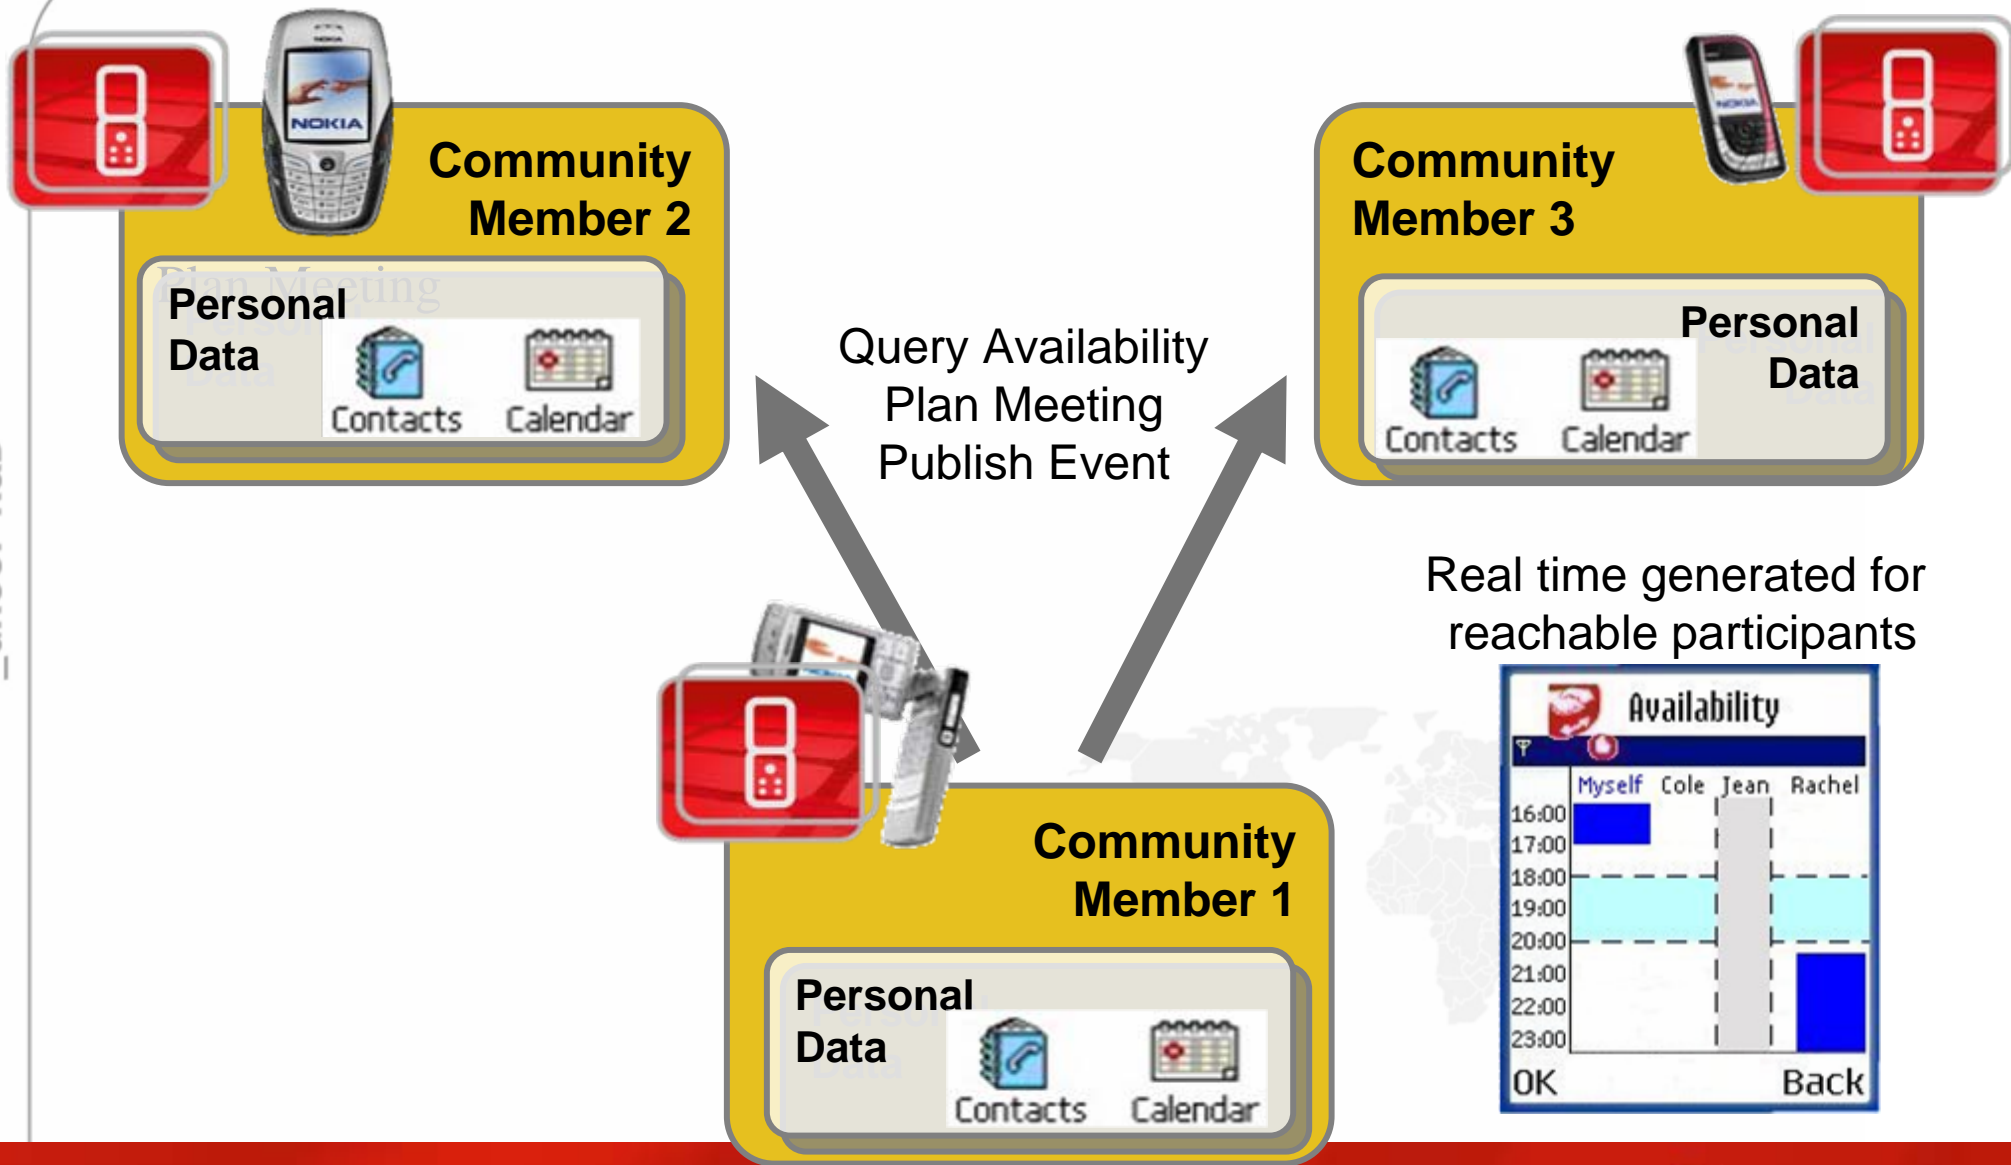 NOKIA
Community
Member 2
Plan Meeting
Personal
Data
Contacts Calendar
Community
Member 3
NOKIA
Personal
Data
Contacts Calendar
Query Availability
Plan Meeting
Publish Event
Real time generated for
reachable participants
Community
Member 1
Personal
Data
Contacts Calendar
Availability
Myself Cole Jean Rachel
16:00
17:00
18:00
19:00
20:00
21:00
22:00
23:00
OK Back